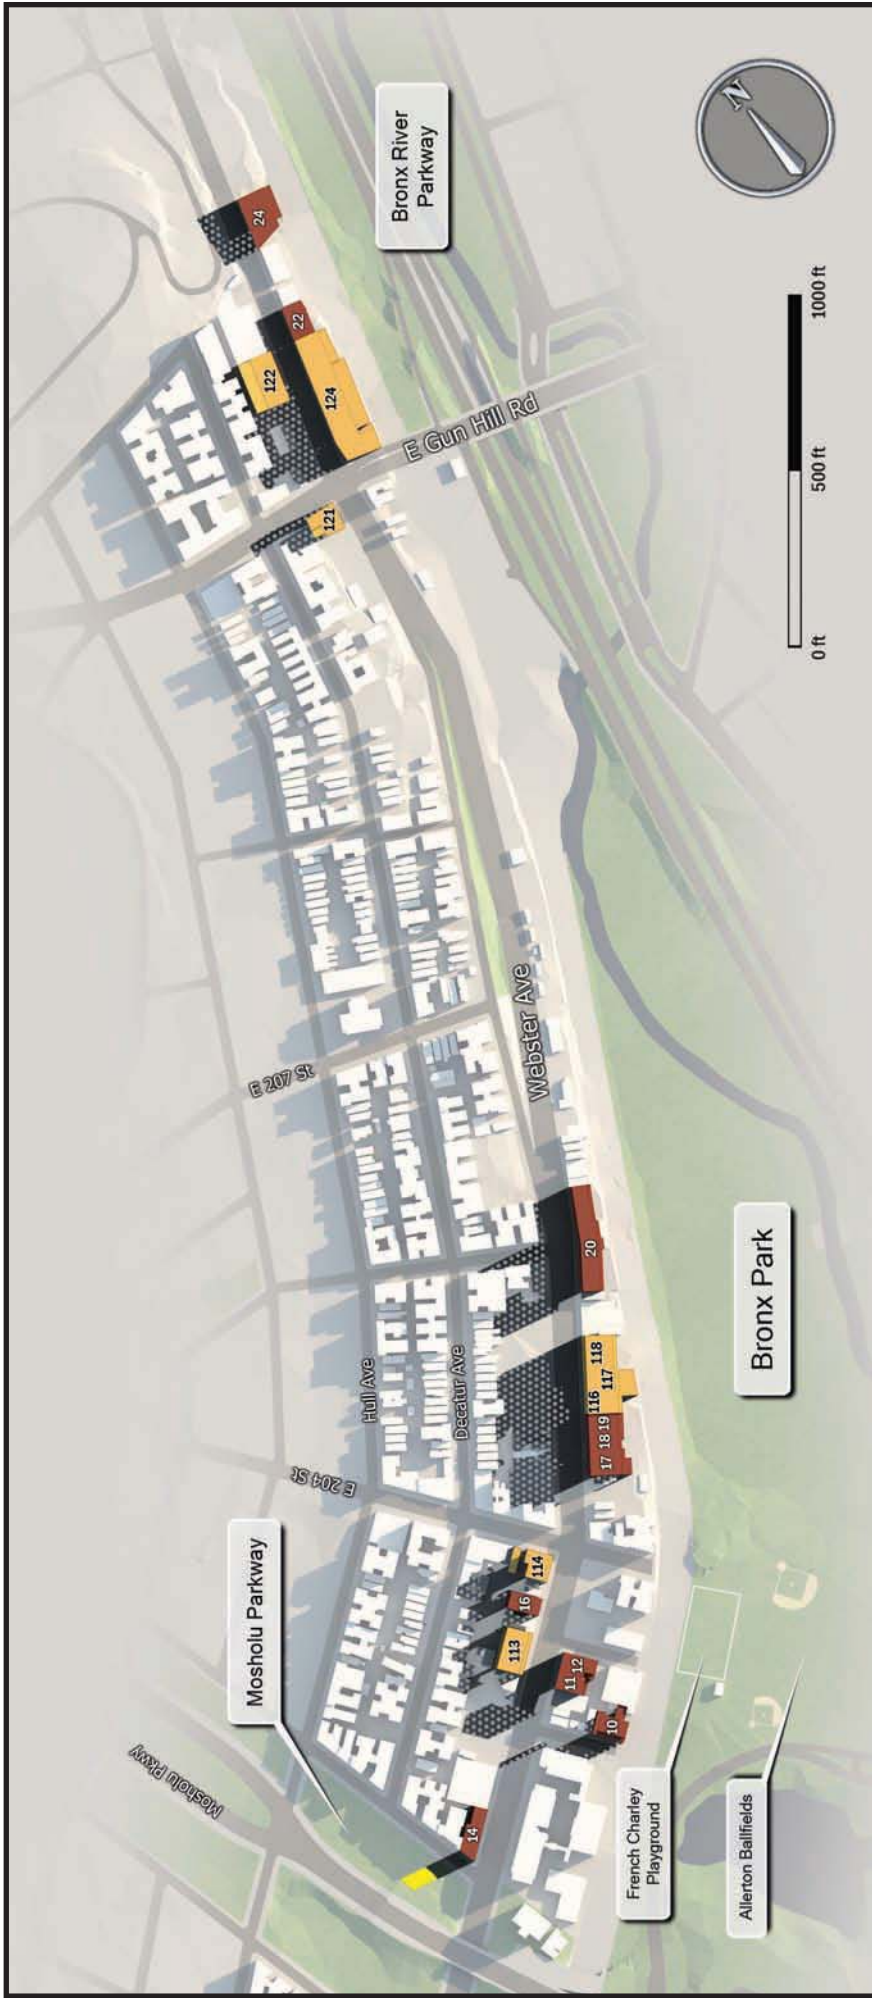 Bronx River
Parkway
N
24
22
122
124
E Gun Hill Rd
121
0 ft
500 ft
1000 ft
E 207 St
Webster Ave
20
Bronx Park
Hull Ave
Decatur Ave
118
117
116
17 18 19
E 204 St
Mosholu Parkway
114
16
113
11
12
10
14
Mosholu Pkwy
French Charley
Playground
Allerton Ballfields